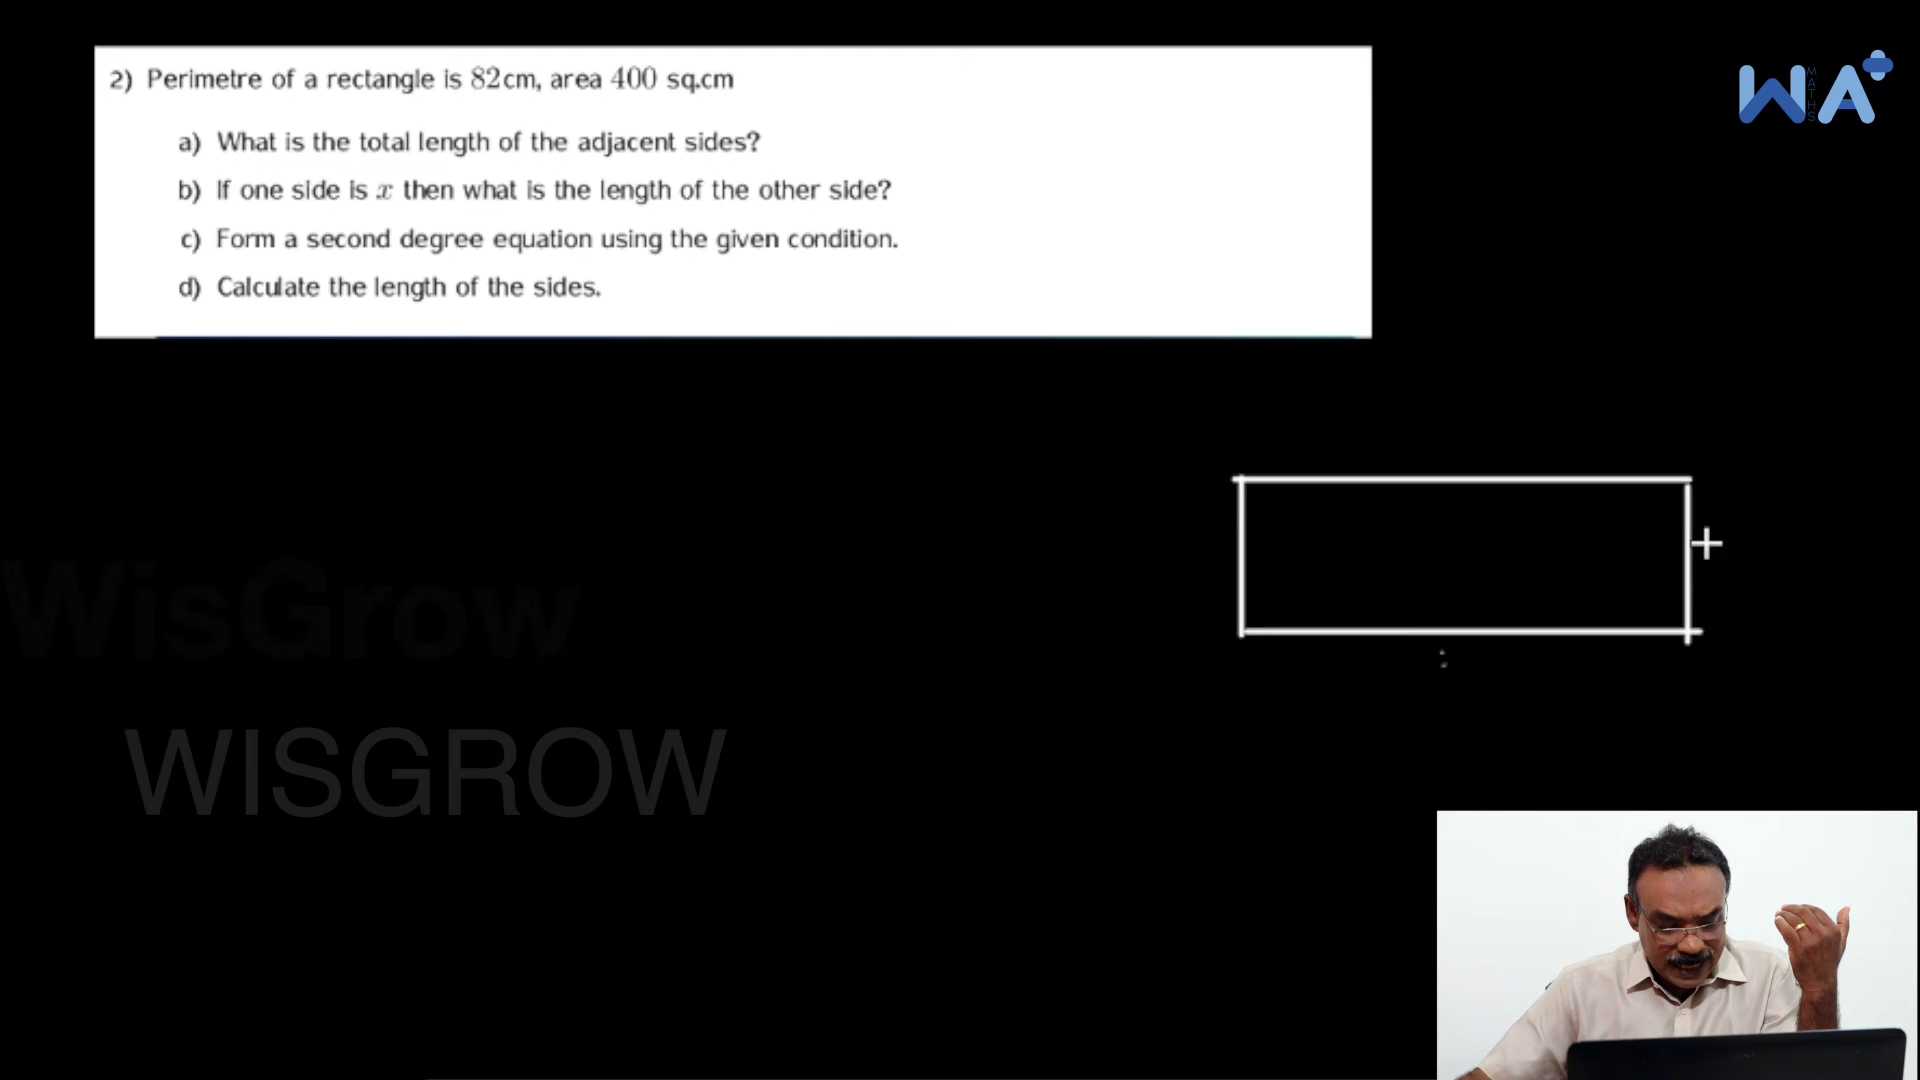 2) Perimetre of a rectangle is 82cm, area 400 sq.cm
a) What is the total length of the adjacent sides?
b) If one side is x then what is the length of the other side?
c) Form a second degree equation using the given condition.
d) Calculate the length of the sides.
WA+
MATHS
WisGrow
WISGROW